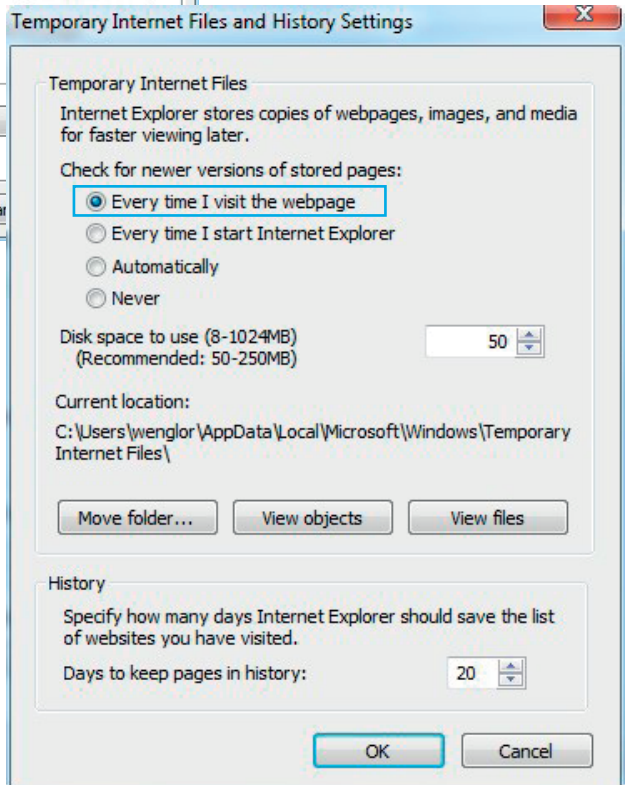 Temporary Internet Files and History Settings
Temporary Internet Files
Internet Explorer stores copies of webpages, images, and media
for faster viewing later.
Check for newer versions of stored pages:
Every time I visit the webpage
Every time I start Internet Explorer
Automatically
Never
Disk space to use (8-1024MB)
50
(Recommended: 50-250MB)
Current location:
C:\Users\wenglor\AppData\Local\Microsoft\Windows\Temporary
Internet Files\
Move folder... View objects View files
History
Specify how many days Internet Explorer should save the list
of websites you have visited.
Days to keep pages in history: 20
OK Cancel